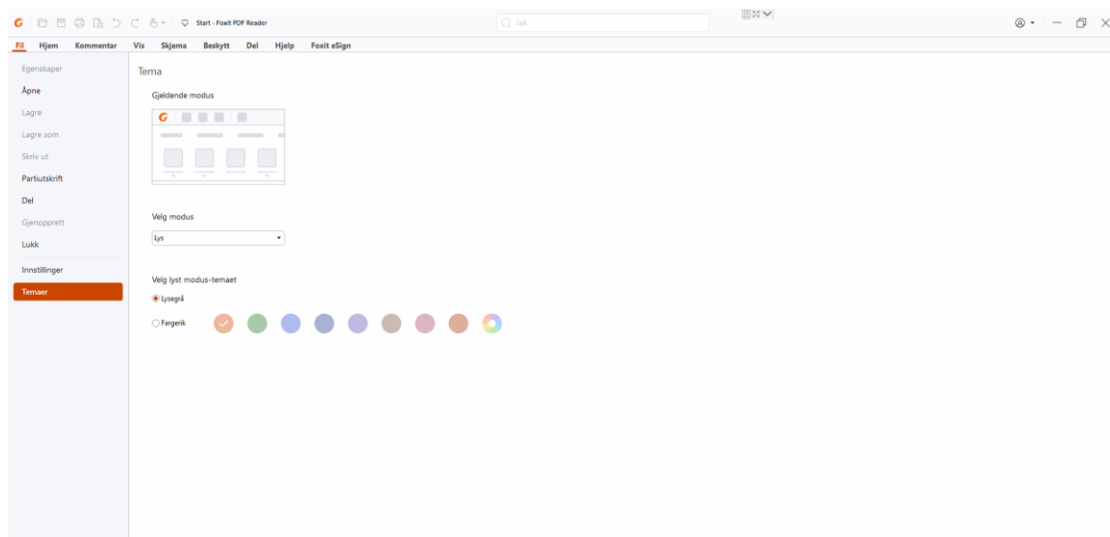 Start - Foxit PDF Reader
Søk
Fil Hjem Kommentar Vis Skjema Beskytt Del Hjelp Foxit eSign
Egenskaper
Åpne
Lagre
Lagre som
Skriv ut
Partiutskrift
Del
Gjenopprett
Lukk
Innstillinger
Temaer
Tema
Gjeldende modus
Velg modus
Lys
Velg lyst modus-temaet
Lysegrå
Fargerik